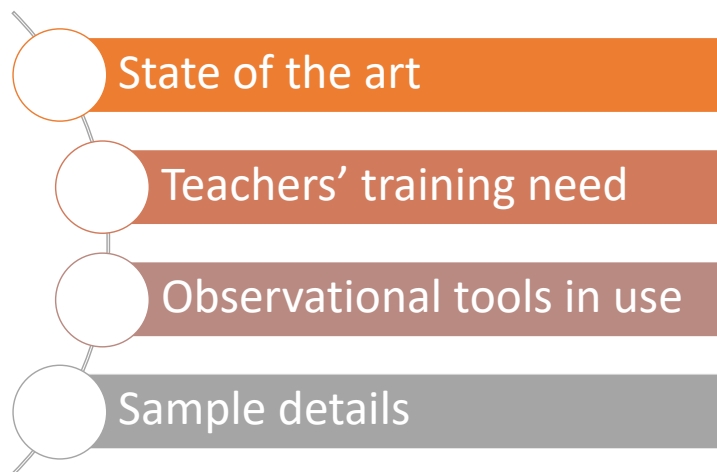 State of the art
Teachers’ training need
Observational tools in use
Sample details